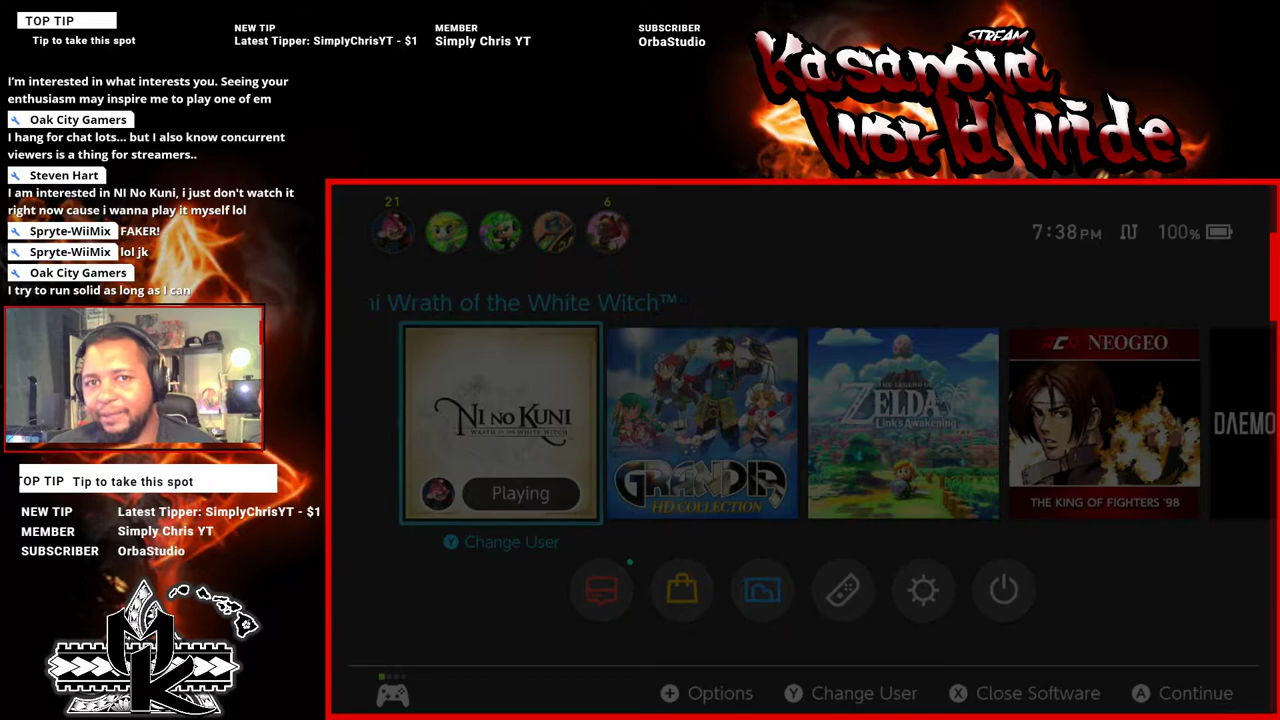 TOP TIP
Tip to take this spot
NEW TIP
Latest Tipper: SimplyChrisYT - $1
MEMBER
Simply Chris YT
SUBSCRIBER
OrbaStudio
STREAM
Kasanova
World Wide
I'm interested in what interests you. Seeing your
enthusiasm may inspire me to play one of em
Oak City Gamers
I hang for chat lots... but I also know concurrent
viewers is a thing for streamers..
Steven Hart
I am interested in NI No Kuni, i just don't watch it
right now cause i wanna play it myself lol
Spryte-WiiMix FAKER!
Spryte-WiiMix lol jk
Oak City Gamers
I try to run solid as long as I can
21
6
7:38 PM
100%
ni Wrath of the White Witch™
NI NO KUNI
WRATH OF THE WHITE WITCH
Playing
GRANDIA
HD COLLECTION
THE LEGEND OF
ZELDA
Link's Awakening
ACA NEOGEO
THE KING OF FIGHTERS '98
DAEMO
Y Change User
TOP TIP Tip to take this spot
NEW TIP Latest Tipper: SimplyChrisYT - $1
MEMBER Simply Chris YT
SUBSCRIBER OrbaStudio
MK
+ Options
Y Change User
X Close Software
A Continue